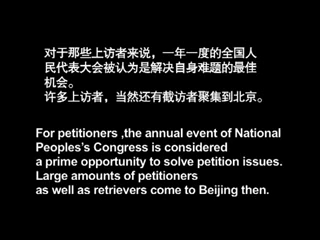 对于那些上访者来说，一年一度的全国人
民代表大会被认为是解决自身难题的最佳
机会。
许多上访者，当然还有截访者聚集到北京。
For petitioners ,the annual event of National
Peoples's Congress is considered
a prime opportunity to solve petition issues.
Large amounts of petitioners
as well as retrievers come to Beijing then.